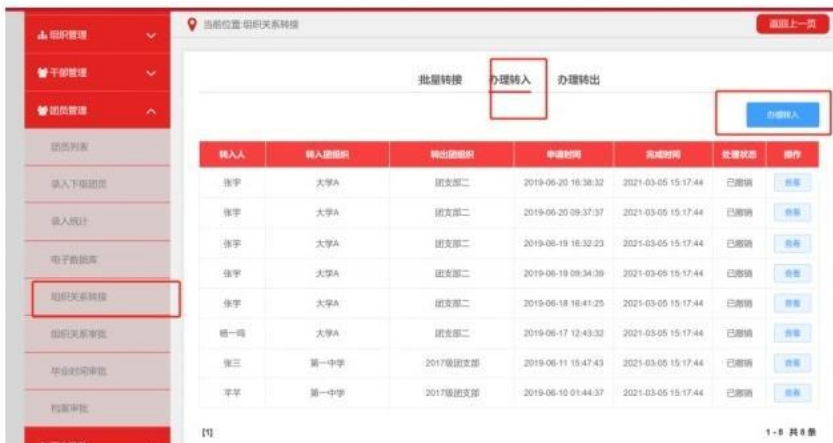 当前位置:组织关系转接
返回上一页
组织管理
干部管理
团员管理
团员列表
录入下级团员
录入统计
电子数据库
组织关系转接
组织关系审批
毕业时间审批
档案审批
批量转接 办理转入 办理转出
办理转入
转入人 转入团组织 转出团组织 申请时间 完成时间 处理状态 操作
张宇 大学A 团支部二 2019-06-20 16:38:32 2021-03-05 15:17:44 已撤销 查看
张宇 大学A 团支部二 2019-06-20 09:37:37 2021-03-05 15:17:44 已撤销 查看
张宇 大学A 团支部二 2019-06-19 16:32:23 2021-03-05 15:17:44 已撤销 查看
张宇 大学A 团支部二 2019-06-19 09:34:39 2021-03-05 15:17:44 已撤销 查看
张宇 大学A 团支部二 2019-06-18 16:41:25 2021-03-05 15:17:44 已撤销 查看
杨一鸣 大学A 团支部二 2019-06-17 12:43:32 2021-03-05 15:17:44 已撤销 查看
张三 第一中学 2017级团支部 2019-06-11 15:47:43 2021-03-05 15:17:44 已撤销 查看
芊芊 第一中学 2017级团支部 2019-06-10 01:44:37 2021-03-05 15:17:44 已撤销 查看
[1] 1-8 共8条